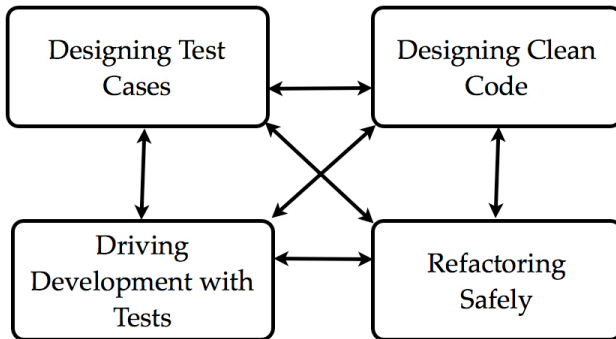 Designing Test
Cases
Designing Clean
Code
Driving
Development with
Tests
Refactoring
Safely